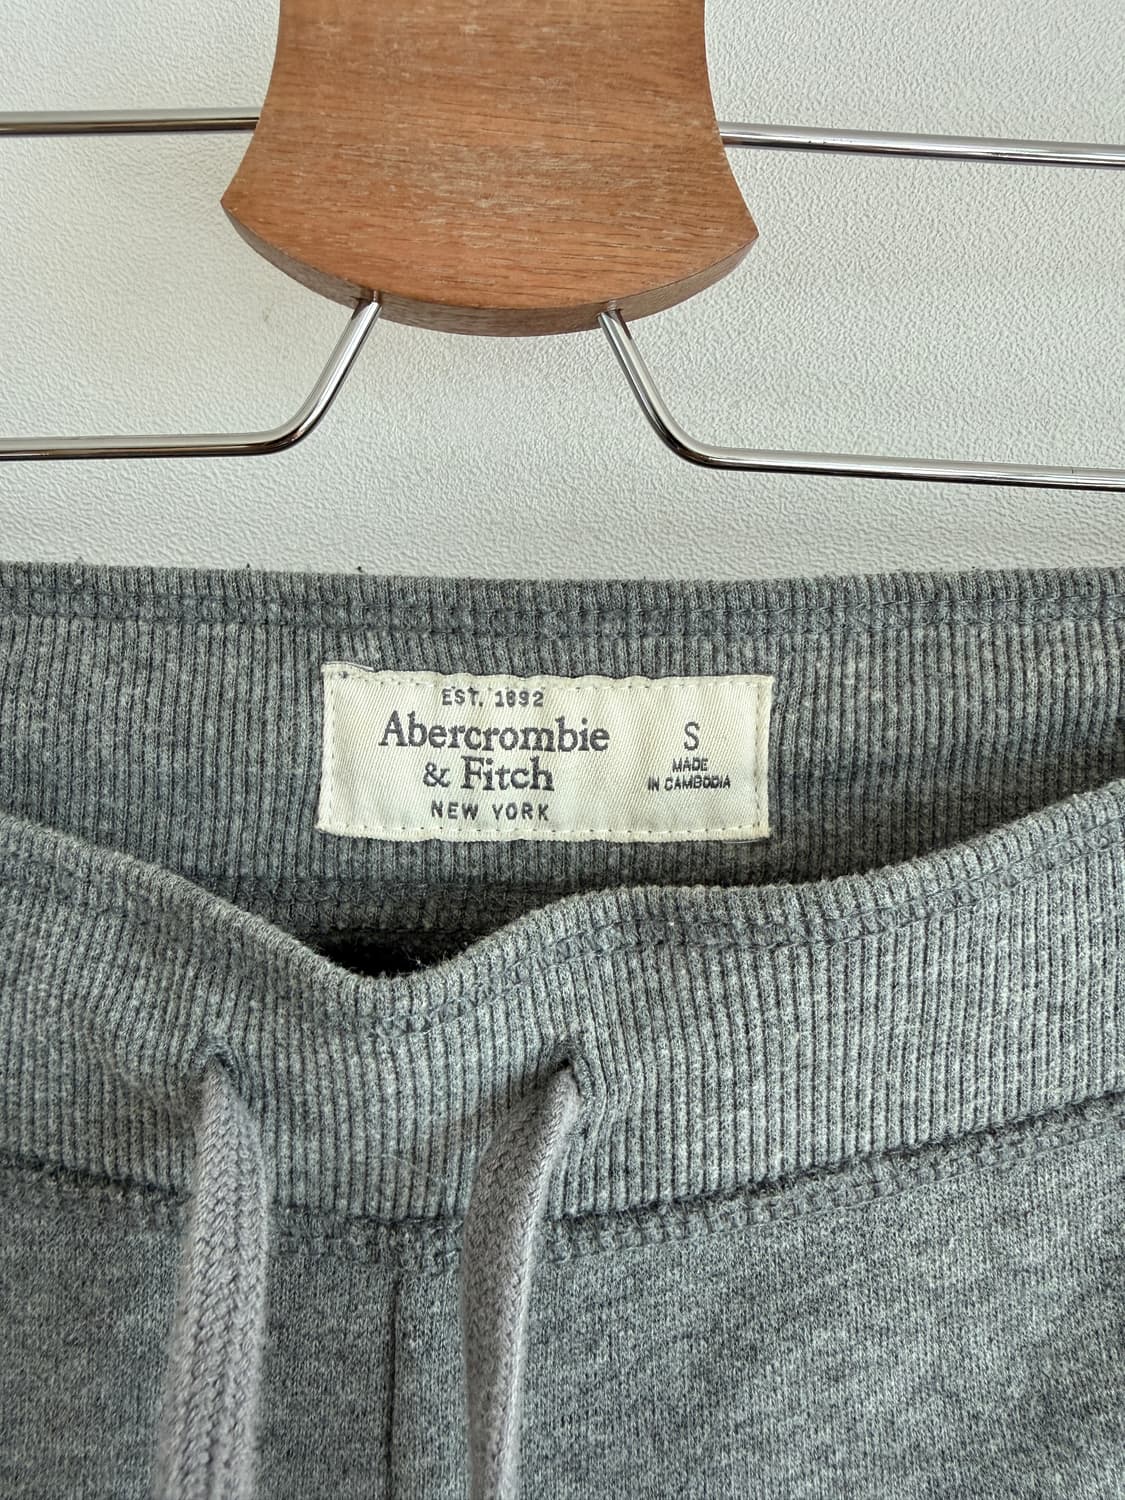 EST. 1892
Abercrombie
& Fitch
NEW YORK
S
MADE
IN CAMBODIA